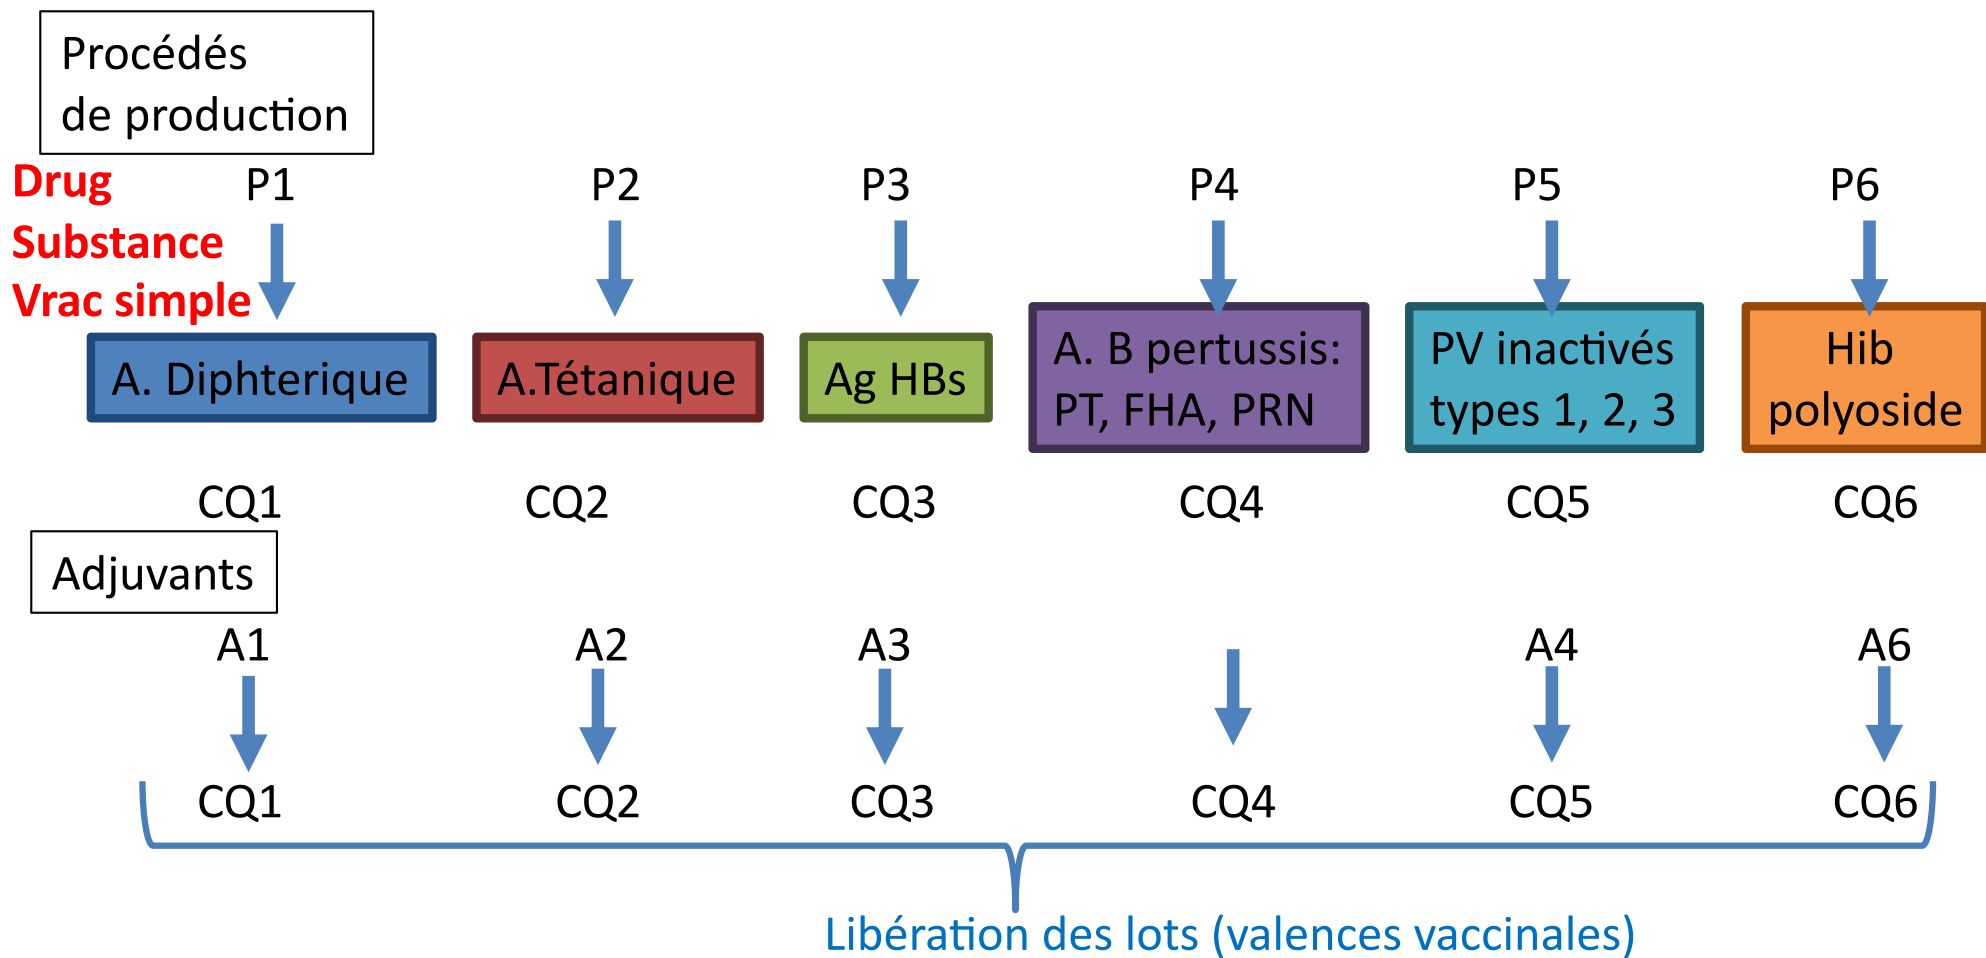 Procédés
de production
Drug
Substance
Vrac simple
P1 P2 P3 P4 P5 P6
A. Diphterique
A.Tétanique
Ag HBs
A. B pertussis:
PT, FHA, PRN
PV inactivés
types 1, 2, 3
Hib
polyoside
CQ1 CQ2 CQ3 CQ4 CQ5 CQ6
Adjuvants
A1 A2 A3 A4 A6
CQ1 CQ2 CQ3 CQ4 CQ5 CQ6
Libération des lots (valences vaccinales)